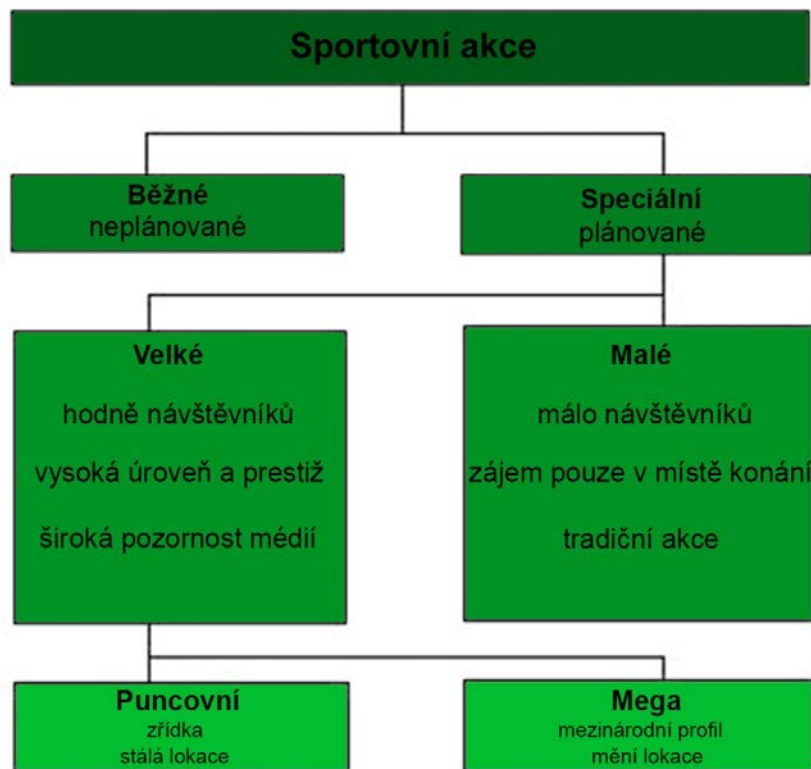 Sportovní akce
Běžné
neplánované
Speciální
plánované
Velké
hodně návštěvníků
vysoká úroveň a prestiž
široká pozornost médií
Malé
málo návštěvníků
zájem pouze v místě konání
tradiční akce
Puncovní
zřídka
stálá lokace
Mega
mezinárodní profil
mění lokace